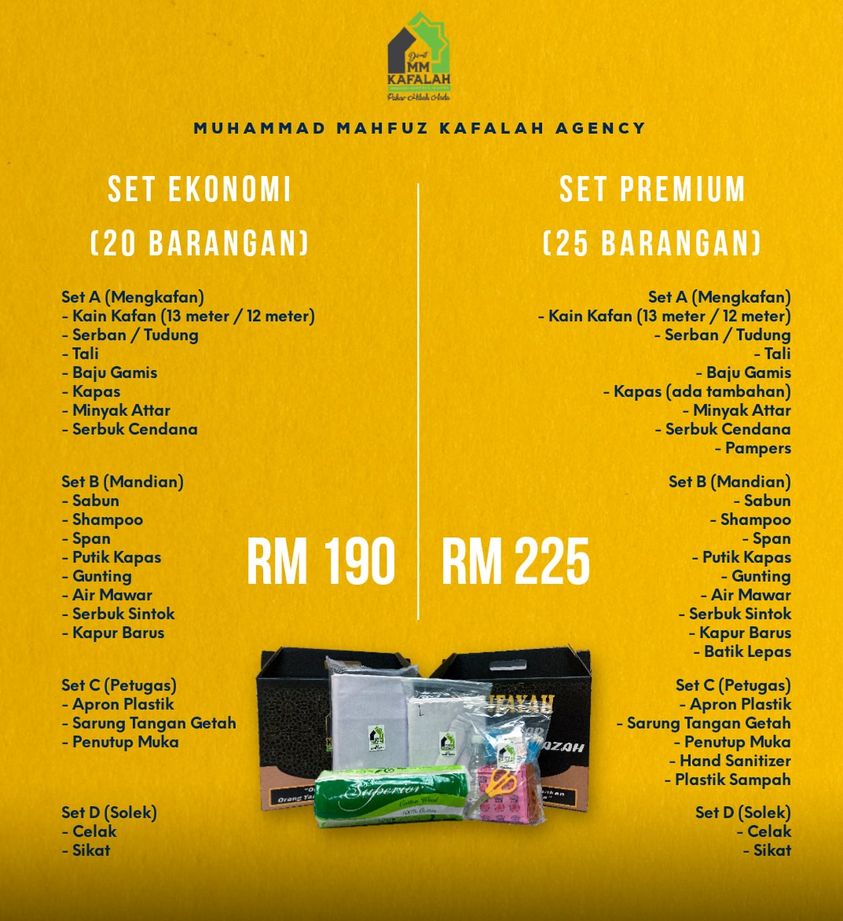 Dimit
MM
KAFALAH
Pakar Hibah Anda
MUHAMMAD MAHFUZ KAFALAH AGENCY
SET EKONOMI
(20 BARANGAN)
Set A (Mengkafan)
- Kain Kafan (13 meter / 12 meter)
- Serban / Tudung
- Tali
- Baju Gamis
- Kapas
- Minyak Attar
- Serbuk Cendana
Set B (Mandian)
- Sabun
- Shampoo
- Span
- Putik Kapas
- Gunting
- Air Mawar
- Serbuk Sintok
- Kapur Barus
Set C (Petugas)
- Apron Plastik
- Sarung Tangan Getah
- Penutup Muka
Set D (Solek)
- Celak
- Sikat
RM 190
SET PREMIUM
(25 BARANGAN)
Set A (Mengkafan)
- Kain Kafan (13 meter / 12 meter)
- Serban / Tudung
- Tali
- Baju Gamis
- Kapas (ada tambahan)
- Minyak Attar
- Serbuk Cendana
- Pampers
Set B (Mandian)
- Sabun
- Shampoo
- Span
- Putik Kapas
- Gunting
- Air Mawar
- Serbuk Sintok
- Kapur Barus
- Batik Lepas
Set C (Petugas)
- Apron Plastik
- Sarung Tangan Getah
- Penutup Muka
- Hand Sanitizer
- Plastik Sampah
Set D (Solek)
- Celak
- Sikat
RM 225
Superior
Cotton Wool